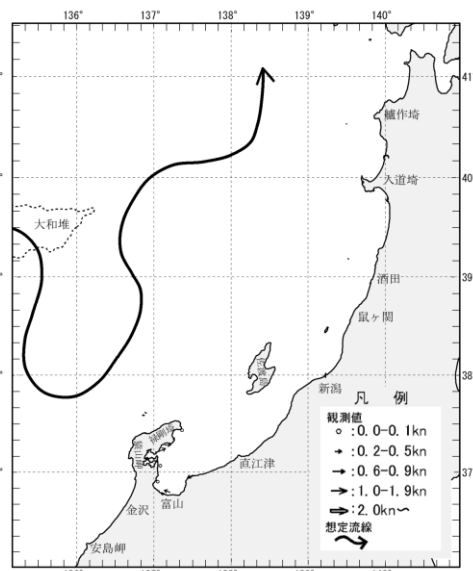 136°
137°
138°
139°
140°
41
艫作埼
40
入道埼
大和堆
39
酒田
鼠ヶ関
38
新潟
佐渡島
凡 例
観測値
:0.0-0.1kn
:0.2-0.5kn
:0.6-0.9kn
:1.0-1.9kn
:2.0kn〜
想定流線
37
直江津
富山
金沢
安島岬